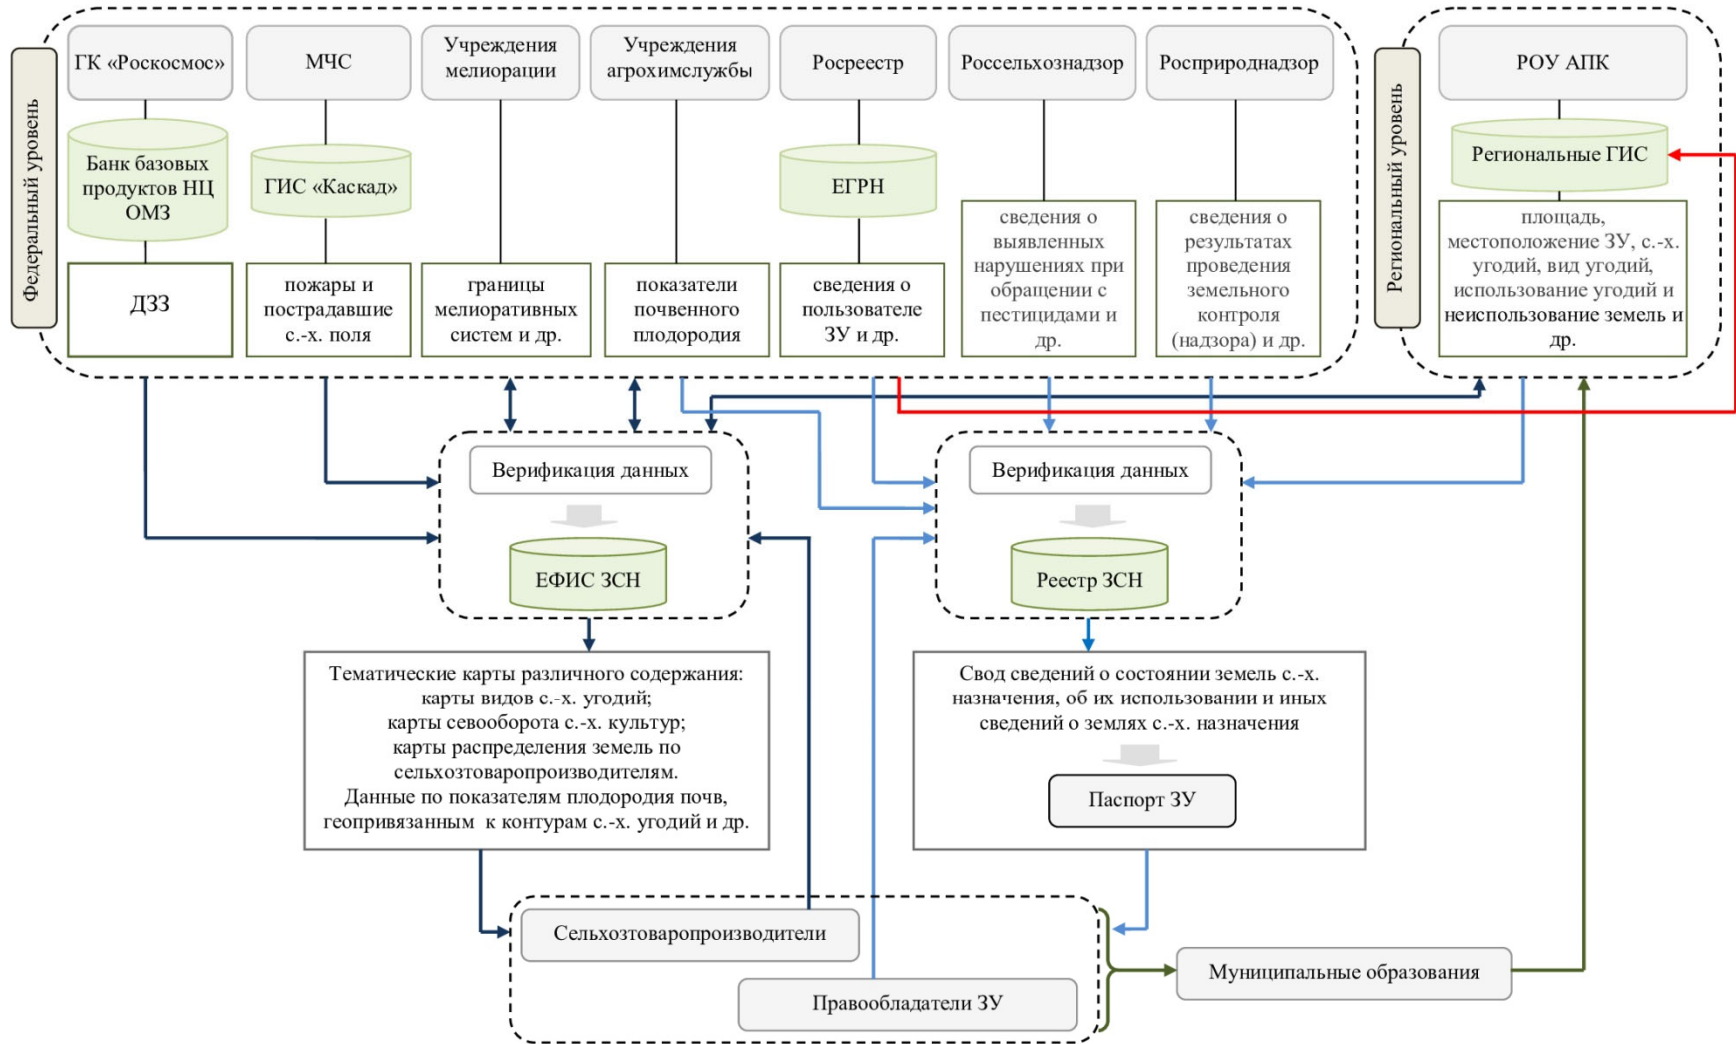 Федеральный уровень
ГК «Роскосмос»
МЧС
Учреждения
мелиорации
Учреждения
агрохимслужбы
Росреестр
Россельхознадзор
Росприроднадзор
Банк базовых
продуктов НЦ
ОМЗ
ГИС «Каскад»
ЕГРН
ДЗЗ
пожары и
пострадавшие
с.-х. поля
границы
мелиоративных
систем и др.
показатели
почвенного
плодородия
сведения о
пользователе
ЗУ и др.
сведения о
выявленных
нарушениях при
обращении с
пестицидами и
др.
сведения о
результатах
проведения
земельного
контроля
(надзора) и др.
Региональный уровень
РОУ АПК
Региональные ГИС
площадь,
местоположение ЗУ, с.-х.
угодий, вид угодий,
использование угодий и
неиспользование земель и
др.
Верификация данных
ЕФИС ЗСН
Верификация данных
Реестр ЗСН
Тематические карты различного содержания:
карты видов с.-х. угодий;
карты севооборота с.-х. культур;
карты распределения земель по
сельхозтоваропроизводителям.
Данные по показателям плодородия почв,
геопривязанным к контурам с.-х. угодий и др.
Свод сведений о состоянии земель с.-х.
назначения, об их использовании и иных
сведений о землях с.-х. назначения
Паспорт ЗУ
Сельхозтоваропроизводители
Правообладатели ЗУ
Муниципальные образования